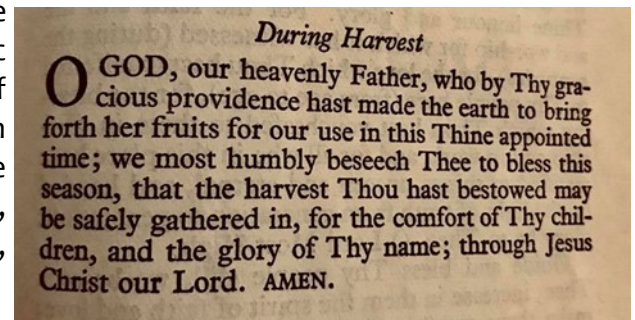 During Harvest
O GOD, our heavenly Father, who by Thy gra-
cious providence hast made the earth to bring
forth her fruits for our use in this Thine appointed
time; we most humbly beseech Thee to bless this
season, that the harvest Thou hast bestowed may
be safely gathered in, for the comfort of Thy chil-
dren, and the glory of Thy name; through Jesus
Christ our Lord. AMEN.